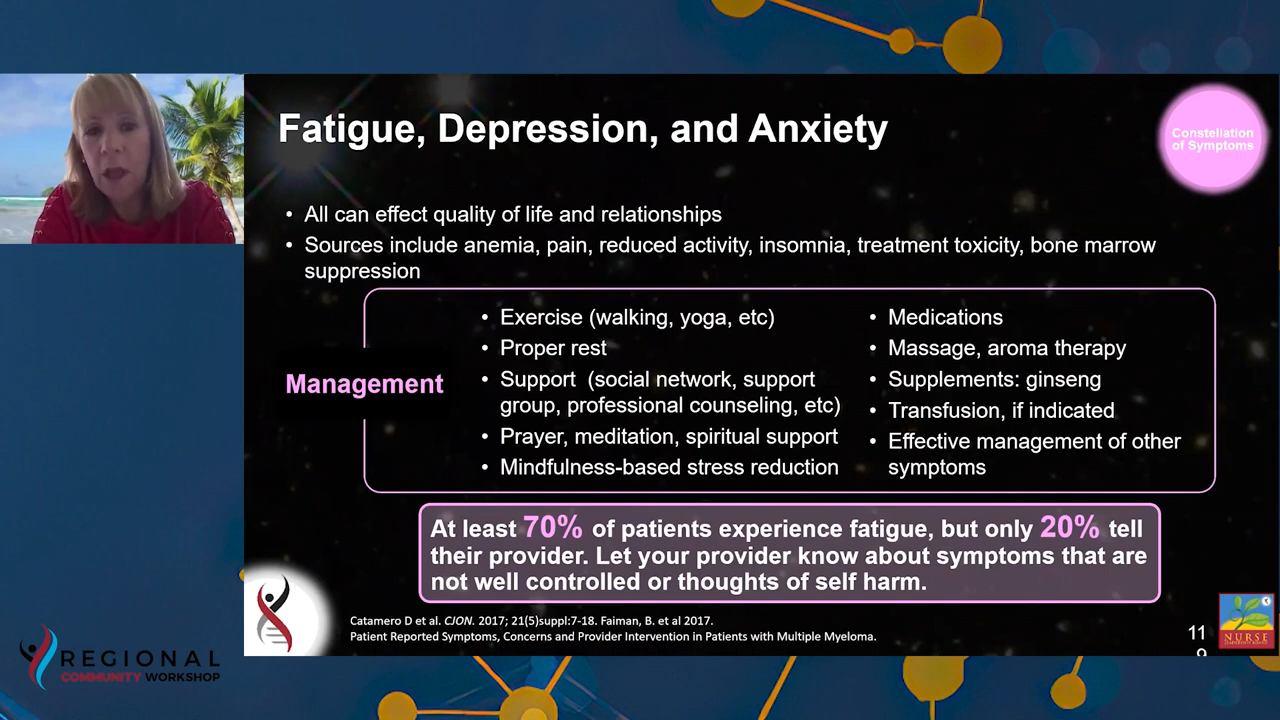 Fatigue, Depression, and Anxiety
Constellation
of Symptoms
• All can effect quality of life and relationships
• Sources include anemia, pain, reduced activity, insomnia, treatment toxicity, bone marrow
suppression
Management
• Exercise (walking, yoga, etc)
• Proper rest
• Support (social network, support
group, professional counseling, etc)
• Prayer, meditation, spiritual support
• Mindfulness-based stress reduction
• Medications
• Massage, aroma therapy
• Supplements: ginseng
• Transfusion, if indicated
• Effective management of other
symptoms
At least 70% of patients experience fatigue, but only 20% tell
their provider. Let your provider know about symptoms that are
not well controlled or thoughts of self harm.
Catamero D et al. CJON. 2017; 21(5)suppl:7-18. Faiman, B. et al 2017.
Patient Reported Symptoms, Concerns and Provider Intervention in Patients with Multiple Myeloma.
11
9
NURSE
LEADERSHIP BOARD
REGIONAL
COMMUNITY WORKSHOP